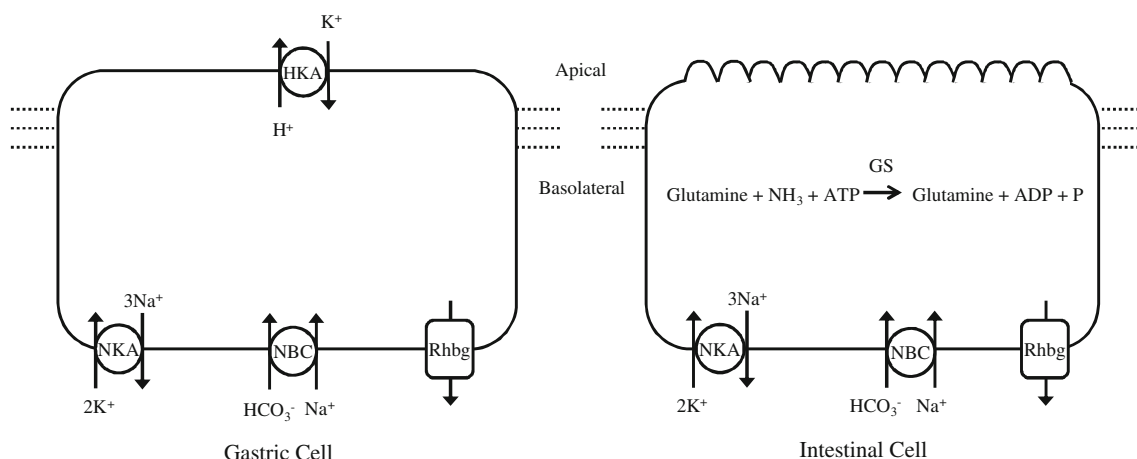 K⁺
HKA
H⁺
Apical
Basolateral
3Na⁺
NKA
2K⁺
NBC
HCO₃⁻ Na⁺
Rhbg
Gastric Cell
GS
Glutamine + NH₃ + ATP → Glutamine + ADP + P
3Na⁺
NKA
2K⁺
NBC
HCO₃⁻ Na⁺
Rhbg
Intestinal Cell